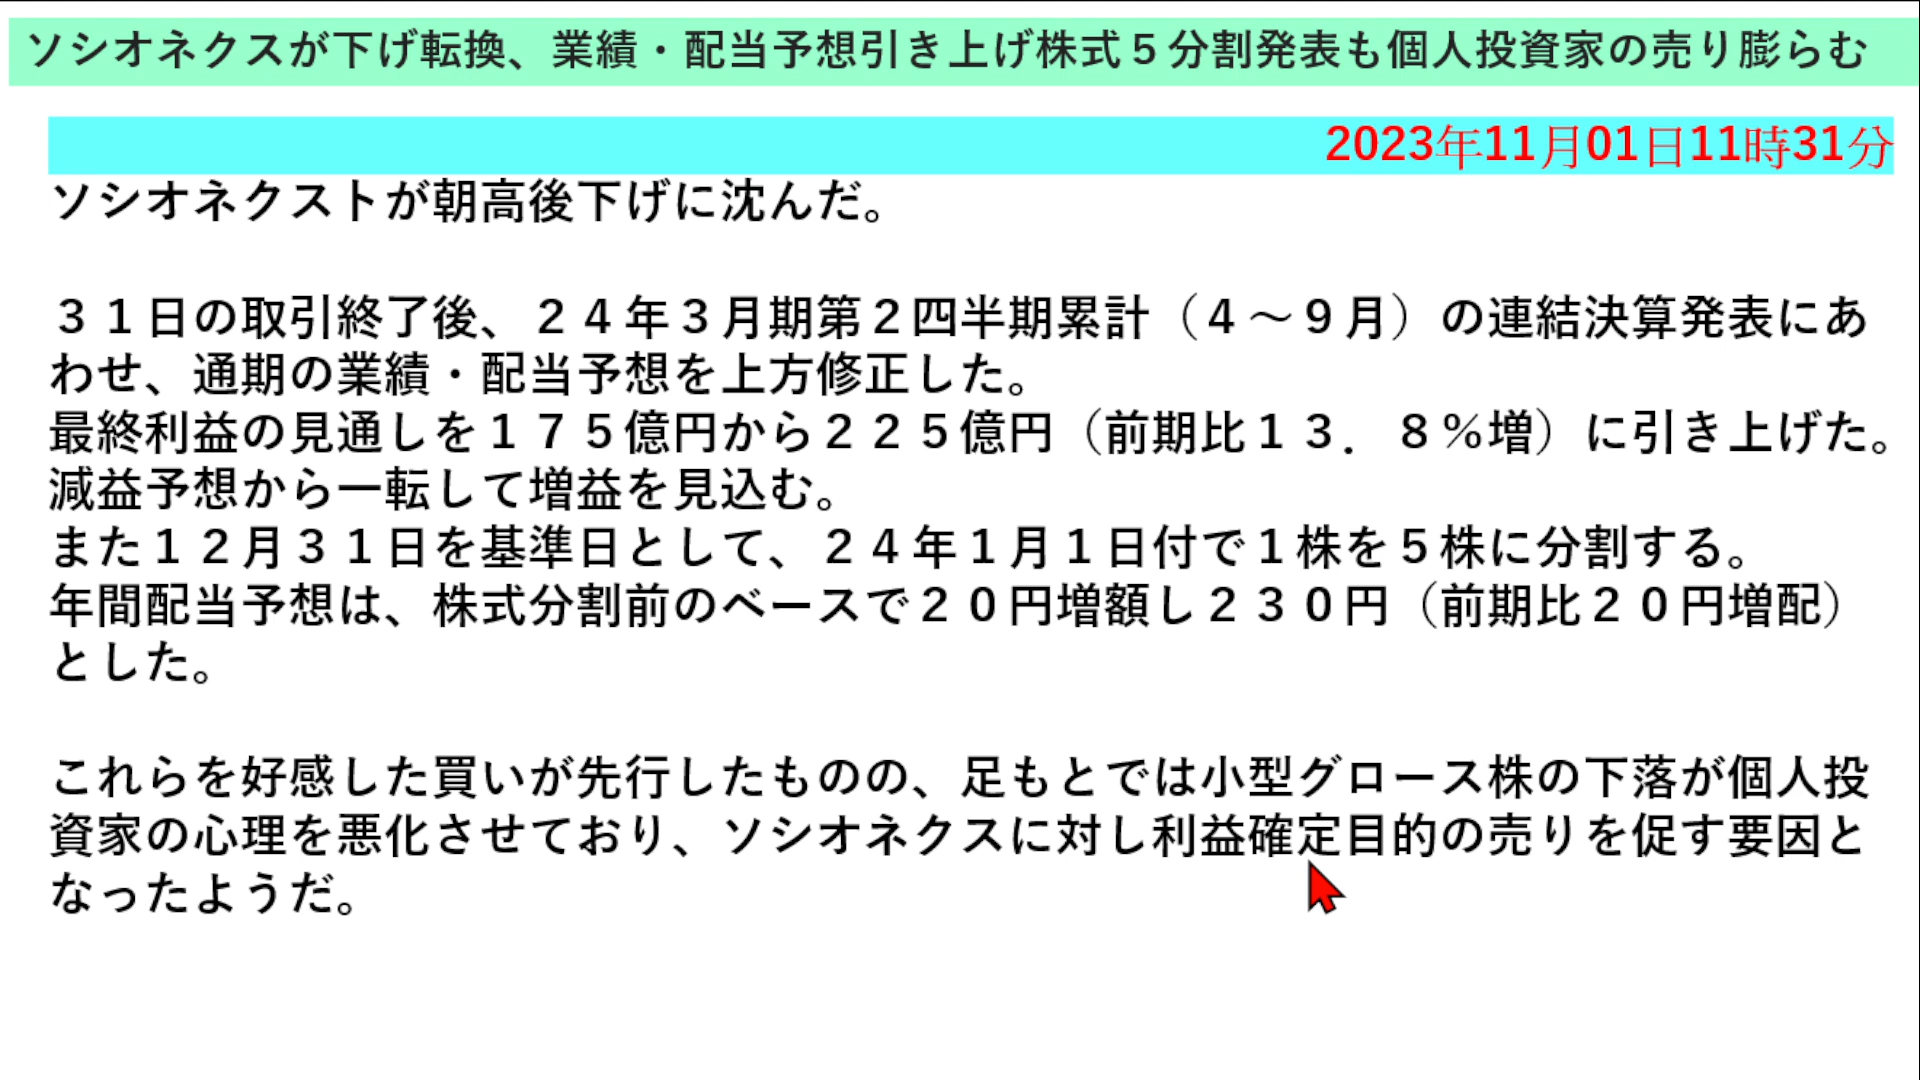 ソシオネクスが下げ転換、業績・配当予想引き上げ株式５分割発表も個人投資家の売り膨らむ
2023年11月01日11時31分
ソシオネクストが朝高後下げに沈んだ。
３１日の取引終了後、２４年３月期第２四半期累計（４～９月）の連結決算発表にあ
わせ、通期の業績・配当予想を上方修正した。
最終利益の見通しを１７５億円から２２５億円（前期比１３．８％増）に引き上げた。
減益予想から一転して増益を見込む。
また１２月３１日を基準日として、２４年１月１日付で１株を５株に分割する。
年間配当予想は、株式分割前のベースで２０円増額し２３０円（前期比２０円増配）
とした。
これらを好感した買いが先行したものの、足もとでは小型グロース株の下落が個人投
資家の心理を悪化させており、ソシオネクスに対し利益確定目的の売りを促す要因と
なったようだ。